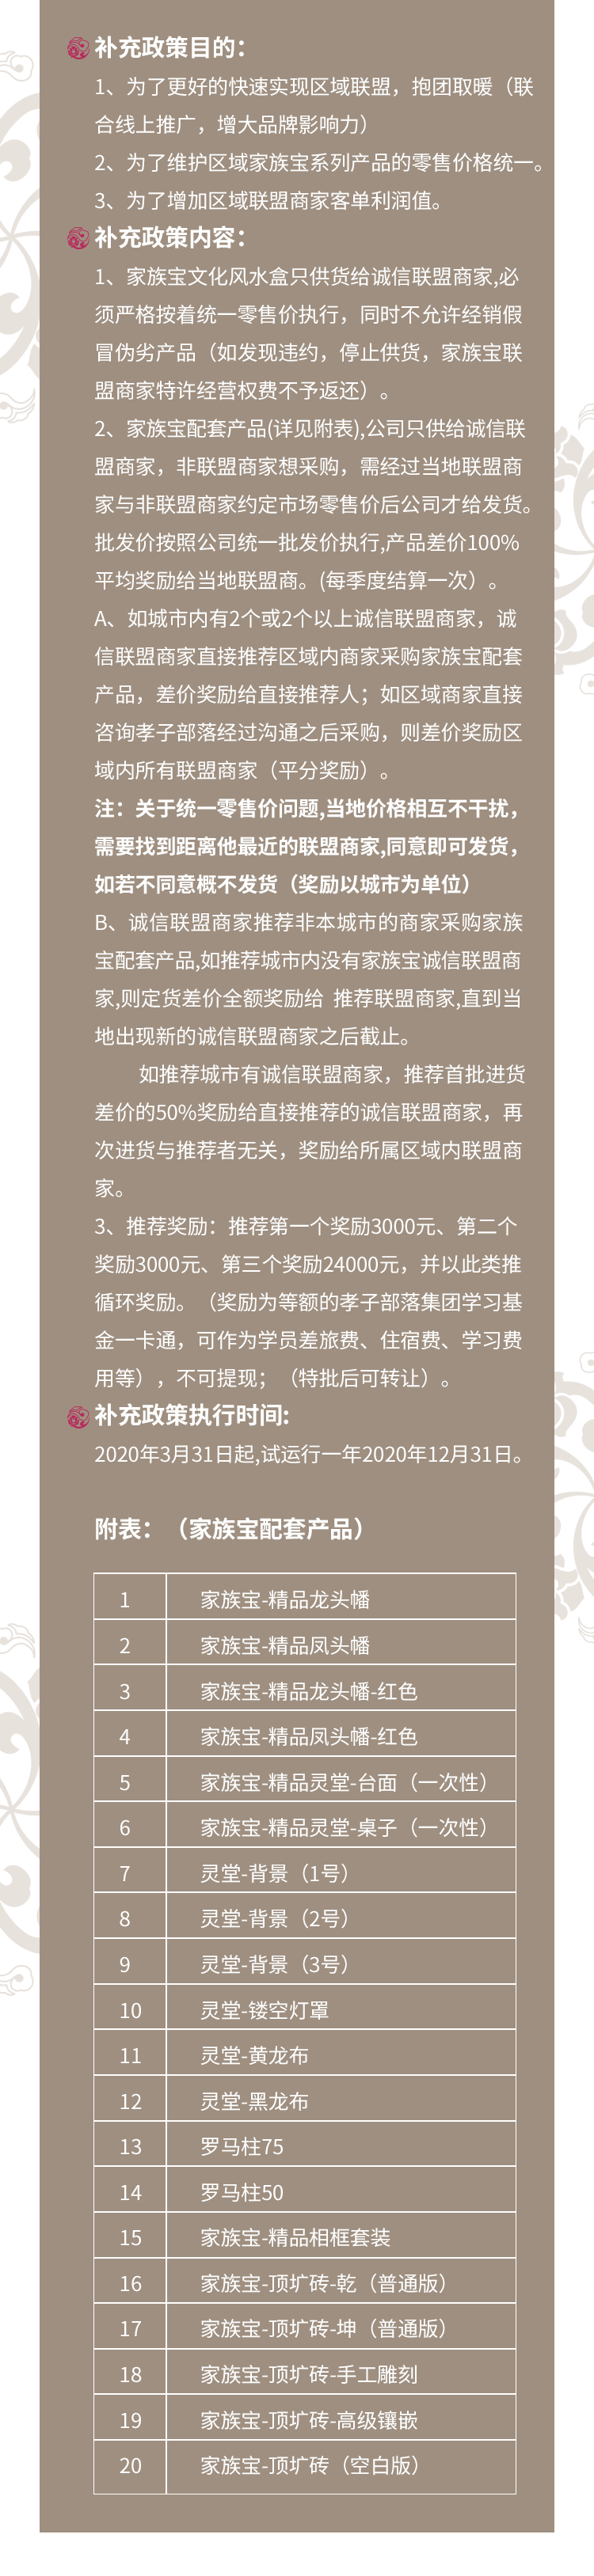 补充政策目的：
1、为了更好的快速实现区域联盟，抱团取暖（联
合线上推广，增大品牌影响力）
2、为了维护区域家族宝系列产品的零售价格统一。
3、为了增加区域联盟商家客单利润值。
补充政策内容：
1、家族宝文化风水盒只供货给诚信联盟商家,必
须严格按着统一零售价执行，同时不允许经销假
冒伪劣产品（如发现违约，停止供货，家族宝联
盟商家特许经营权费不予返还）。
2、家族宝配套产品(详见附表),公司只供给诚信联
盟商家，非联盟商家想采购，需经过当地联盟商
家与非联盟商家约定市场零售价后公司才给发货。
批发价按照公司统一批发价执行,产品差价100%
平均奖励给当地联盟商。(每季度结算一次）。
A、如城市内有2个或2个以上诚信联盟商家，诚
信联盟商家直接推荐区域内商家采购家族宝配套
产品，差价奖励给直接推荐人；如区域商家直接
咨询孝子部落经过沟通之后采购，则差价奖励区
域内所有联盟商家（平分奖励）。
注：关于统一零售价问题,当地价格相互不干扰，
需要找到距离他最近的联盟商家,同意即可发货，
如若不同意概不发货（奖励以城市为单位）
B、诚信联盟商家推荐非本城市的商家采购家族
宝配套产品,如推荐城市内没有家族宝诚信联盟商
家,则定货差价全额奖励给 推荐联盟商家,直到当
地出现新的诚信联盟商家之后截止。
如推荐城市有诚信联盟商家，推荐首批进货
差价的50%奖励给直接推荐的诚信联盟商家，再
次进货与推荐者无关，奖励给所属区域内联盟商
家。
3、推荐奖励：推荐第一个奖励3000元、第二个
奖励3000元、第三个奖励24000元，并以此类推
循环奖励。（奖励为等额的孝子部落集团学习基
金一卡通，可作为学员差旅费、住宿费、学习费
用等），不可提现；（特批后可转让）。
补充政策执行时间:
2020年3月31日起,试运行一年2020年12月31日。
附表：（家族宝配套产品）
1 家族宝-精品龙头幡
2 家族宝-精品凤头幡
3 家族宝-精品龙头幡-红色
4 家族宝-精品凤头幡-红色
5 家族宝-精品灵堂-台面（一次性）
6 家族宝-精品灵堂-桌子（一次性）
7 灵堂-背景（1号）
8 灵堂-背景（2号）
9 灵堂-背景（3号）
10 灵堂-镂空灯罩
11 灵堂-黄龙布
12 灵堂-黑龙布
13 罗马柱75
14 罗马柱50
15 家族宝-精品相框套装
16 家族宝-顶圹砖-乾（普通版）
17 家族宝-顶圹砖-坤（普通版）
18 家族宝-顶圹砖-手工雕刻
19 家族宝-顶圹砖-高级镶嵌
20 家族宝-顶圹砖（空白版）